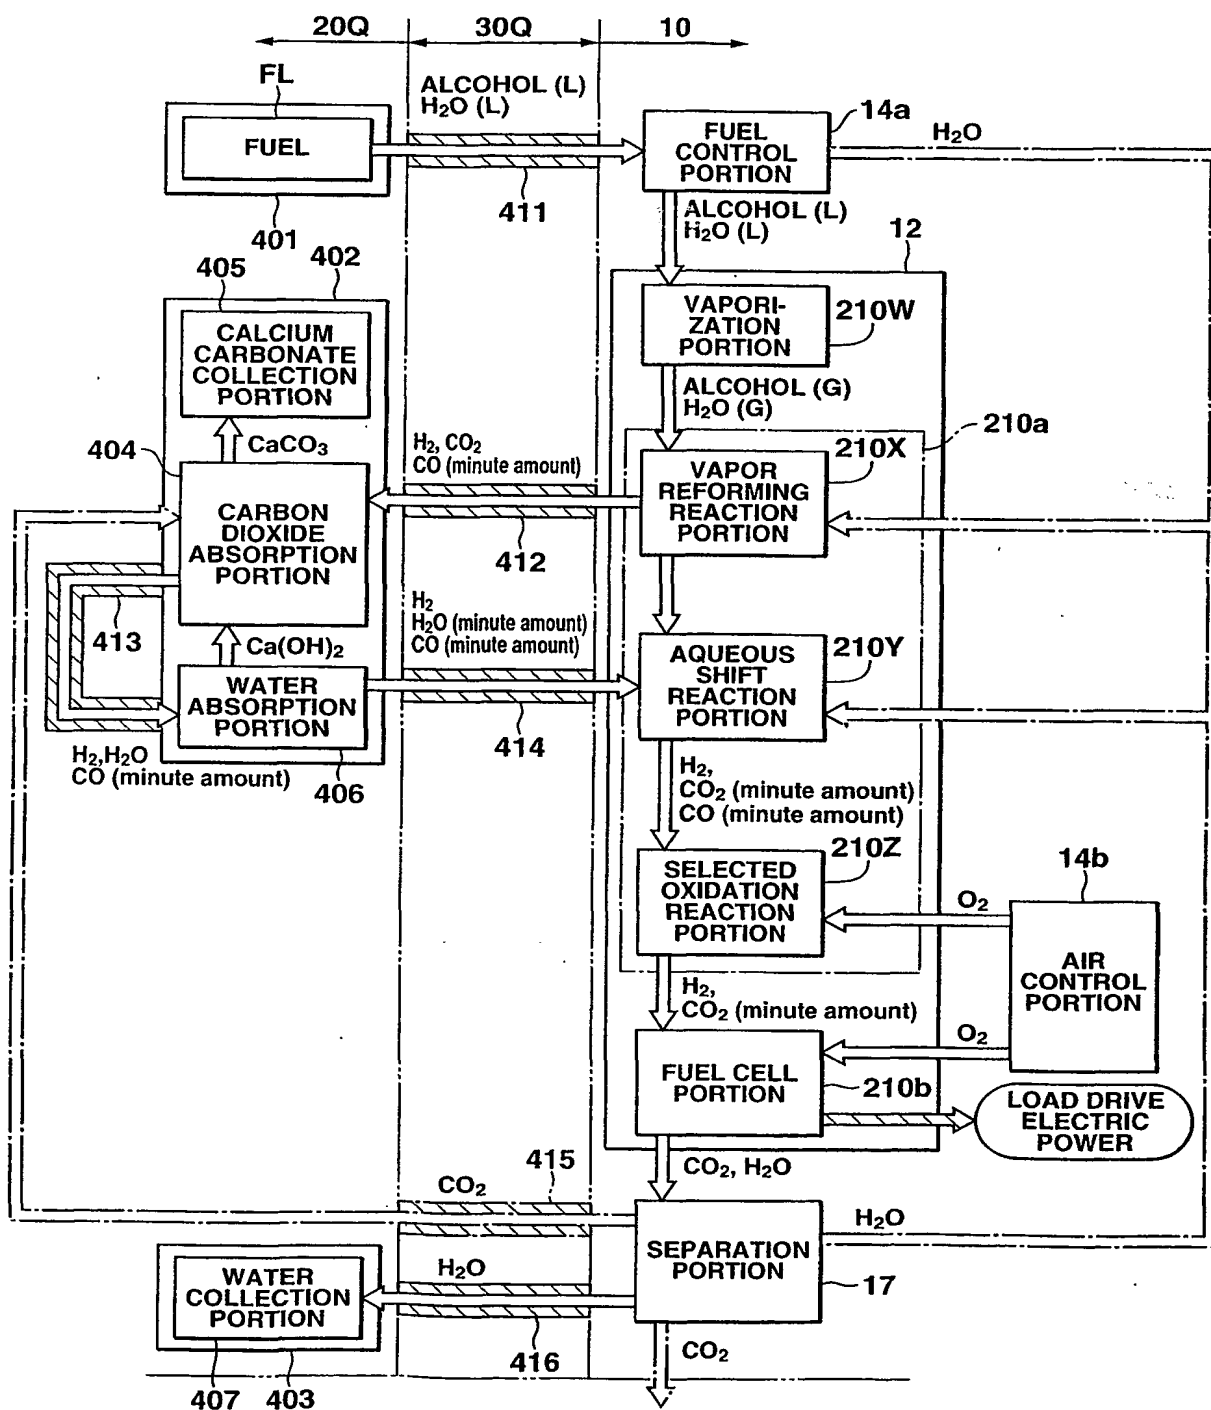 20Q
30Q
10
FL
ALCOHOL (L)
H2O (L)
FUEL
411
401
14a
FUEL
CONTROL
PORTION
H2O
ALCOHOL (L)
H2O (L)
12
405
402
CALCIUM
CARBONATE
COLLECTION
PORTION
VAPORI-
ZATION
PORTION
210W
ALCOHOL (G)
H2O (G)
210a
404
CaCO3
H2, CO2
CO (minute amount)
VAPOR
REFORMING
REACTION
PORTION
210X
CARBON
DIOXIDE
ABSORPTION
PORTION
412
413
Ca(OH)2
H2
H2O (minute amount)
CO (minute amount)
WATER
ABSORPTION
PORTION
AQUEOUS
SHIFT
REACTION
PORTION
210Y
414
H2,H2O
CO (minute amount)
406
H2,
CO2 (minute amount)
CO (minute amount)
SELECTED
OXIDATION
REACTION
PORTION
210Z
14b
O2
AIR
CONTROL
PORTION
H2,
CO2 (minute amount)
O2
FUEL CELL
PORTION
210b
LOAD DRIVE
ELECTRIC
POWER
CO2, H2O
415
CO2
H2O
SEPARATION
PORTION
17
H2O
WATER
COLLECTION
PORTION
416
CO2
407
403